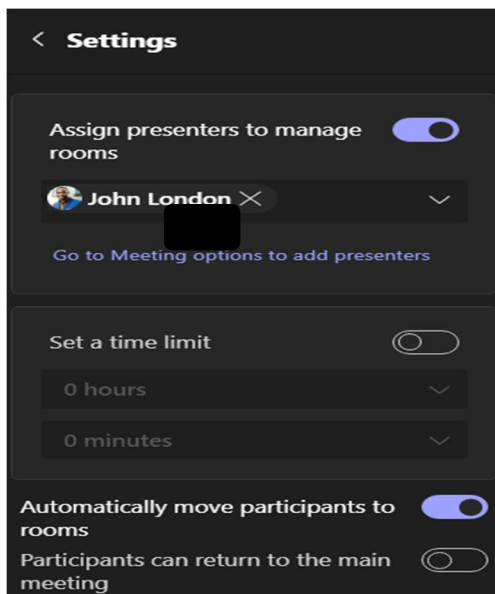 Settings
Assign presenters to manage
rooms
John London
Go to Meeting options to add presenters
Set a time limit
0 hours
0 minutes
Automatically move participants to
rooms
Participants can return to the main
meeting